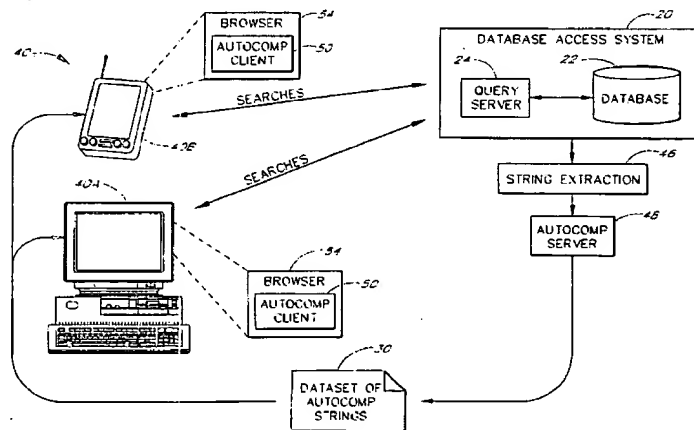 54
BROWSER
AUTOCOMP
CLIENT
50
40
40B
SEARCHES
SEARCHES
20
DATABASE ACCESS SYSTEM
24
22
QUERY
SERVER
DATABASE
46
STRING EXTRACTION
48
AUTOCOMP
SERVER
40A
54
BROWSER
50
AUTOCOMP
CLIENT
30
DATASET OF
AUTOCOMP
STRINGS